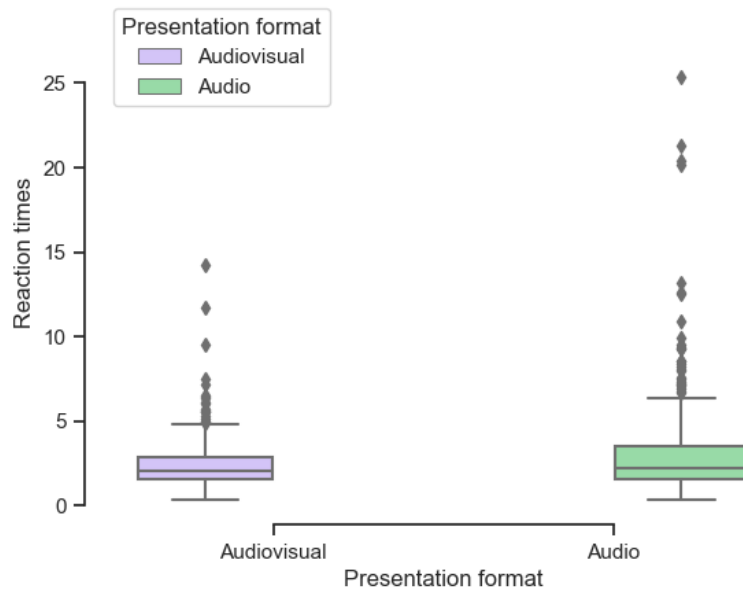 Presentation format
Audiovisual
Audio
25
20
15
10
5
0
Reaction times
Audiovisual
Audio
Presentation format